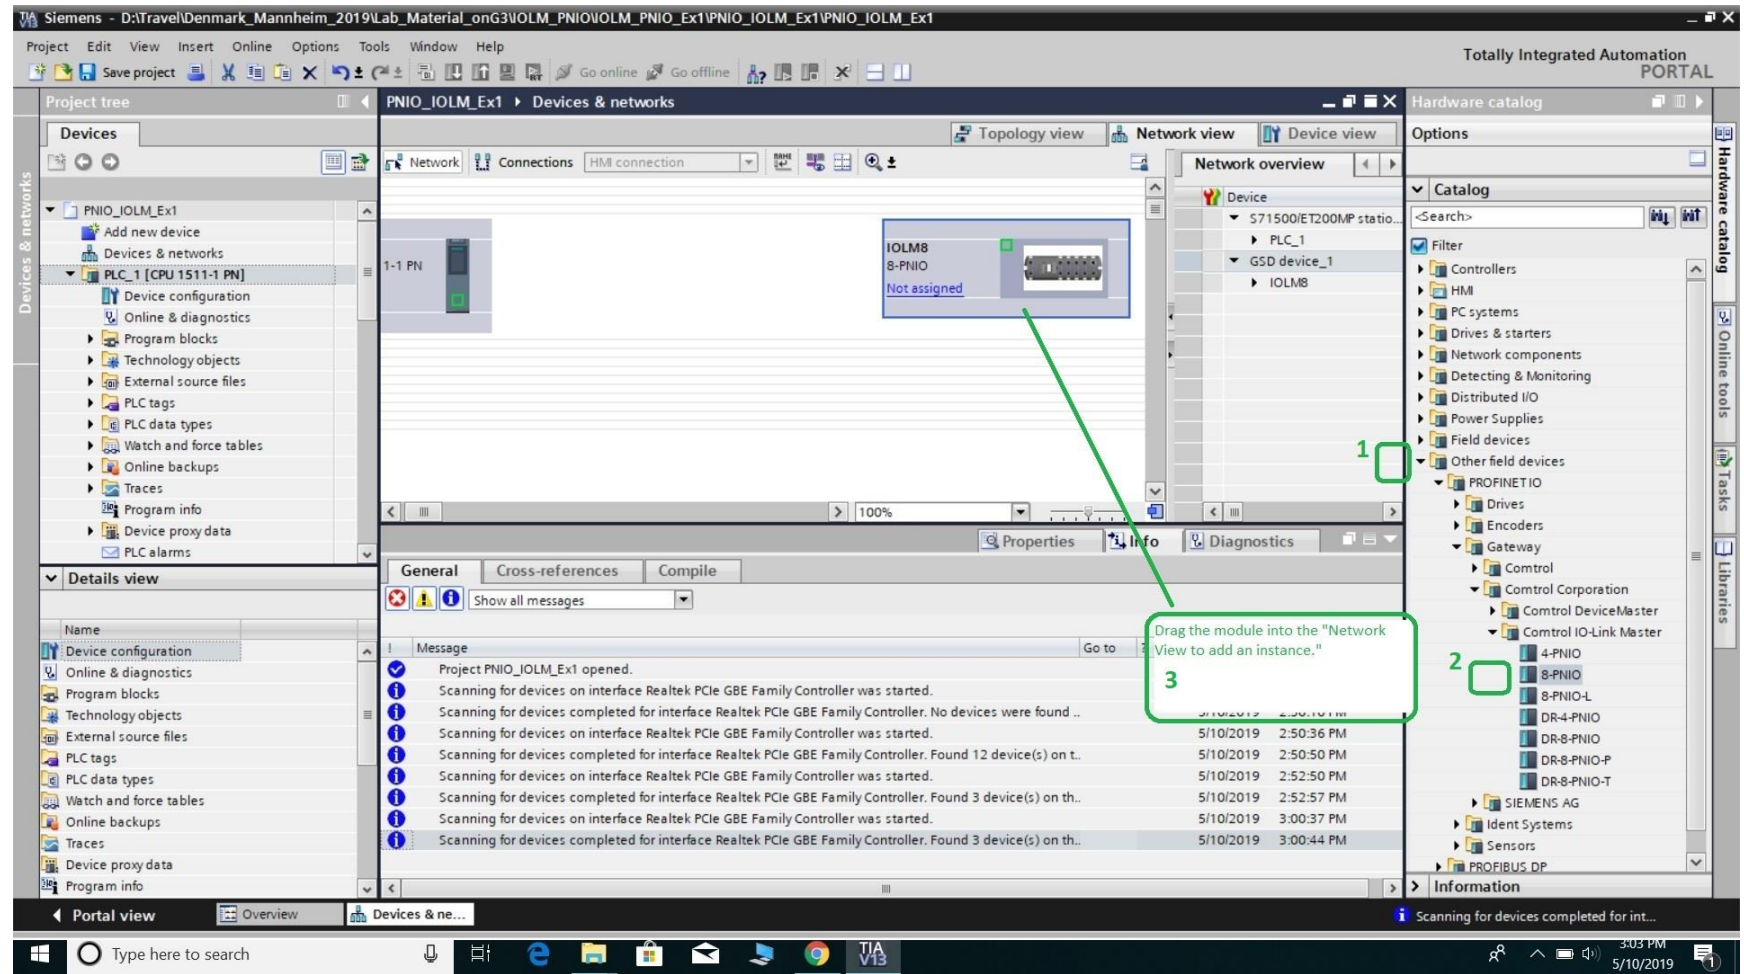 Siemens - D:\Travel\Denmark_Mannheim_2019\Lab_Material_onG3\IOLM_PNIO\IOLM_PNIO_Ex1\PNIO_IOLM_Ex1\PNIO_IOLM_Ex1
Project Edit View Insert Online Options Tools Window Help
Totally Integrated Automation
PORTAL
Save project
Go online
Go offline
Project tree
PNIO_IOLM_Ex1 Devices & networks
Hardware catalog
Devices
Topology view
Network view
Device view
Options
Network
Connections
HMI connection
Network overview
Devices & networks
PNIO_IOLM_Ex1
Add new device
Devices & networks
PLC_1 [CPU 1511-1 PN]
Device configuration
Online & diagnostics
Program blocks
Technology objects
External source files
PLC tags
PLC data types
Watch and force tables
Online backups
Traces
Program info
Device proxy data
PLC alarms
1-1 PN
IOLM8
8-PNIO
Not assigned
Device
S71500/ET200MP statio...
PLC_1
GSD device_1
IOLM8
100%
Catalog
<Search>
Filter
Controllers
HMI
PC systems
Drives & starters
Network components
Detecting & Monitoring
Distributed I/O
Power Supplies
Field devices
1
Other field devices
PROFINET IO
Drives
Encoders
Gateway
Comtrol
Comtrol Corporation
Comtrol DeviceMaster
Comtrol IO-Link Master
4-PNIO
2
8-PNIO
8-PNIO-L
DR-4-PNIO
DR-8-PNIO
DR-8-PNIO-P
DR-8-PNIO-T
SIEMENS AG
Ident Systems
Sensors
PROFIBUS DP
Information
Hardware catalog
Online tools
Tasks
Libraries
Properties
Info
Diagnostics
General
Cross-references
Compile
Show all messages
! Message Go to ?
Project PNIO_IOLM_Ex1 opened.
Scanning for devices on interface Realtek PCIe GBE Family Controller was started.
Scanning for devices completed for interface Realtek PCIe GBE Family Controller. No devices were found ..
Scanning for devices on interface Realtek PCIe GBE Family Controller was started. 5/10/2019 2:50:36 PM
Scanning for devices completed for interface Realtek PCIe GBE Family Controller. Found 12 device(s) on t.. 5/10/2019 2:50:50 PM
Scanning for devices on interface Realtek PCIe GBE Family Controller was started. 5/10/2019 2:52:50 PM
Scanning for devices completed for interface Realtek PCIe GBE Family Controller. Found 3 device(s) on th.. 5/10/2019 2:52:57 PM
Scanning for devices on interface Realtek PCIe GBE Family Controller was started. 5/10/2019 3:00:37 PM
Scanning for devices completed for interface Realtek PCIe GBE Family Controller. Found 3 device(s) on th.. 5/10/2019 3:00:44 PM
Drag the module into the "Network
View to add an instance."
3
Details view
Name
Device configuration
Online & diagnostics
Program blocks
Technology objects
External source files
PLC tags
PLC data types
Watch and force tables
Online backups
Traces
Device proxy data
Program info
Portal view
Overview
Devices & ne...
Scanning for devices completed for int...
Type here to search
TIA
V13
3:03 PM
5/10/2019
1